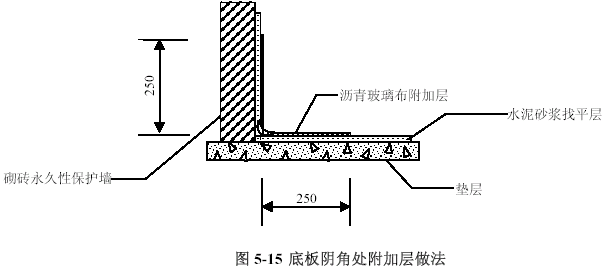 250
沥青玻璃布附加层
水泥砂浆找平层
砌砖永久性保护墙
垫层
250
图 5-15 底板阴角处附加层做法